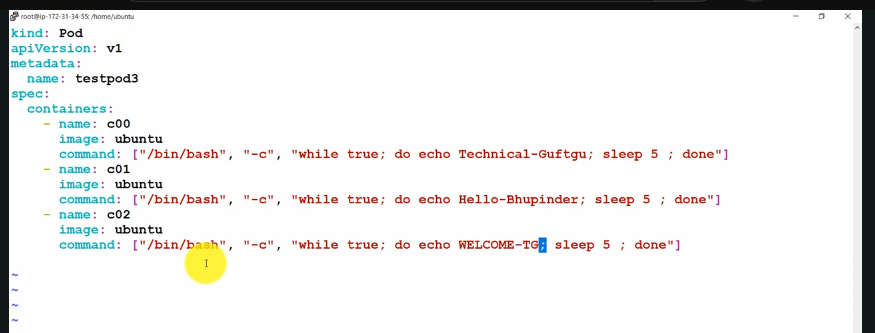 root@ip-172-31-34-55: /home/ubuntu
kind: Pod
apiVersion: v1
metadata:
  name: testpod3
spec:
  containers:
    - name: c00
      image: ubuntu
      command: ["/bin/bash", "-c", "while true; do echo Technical-Guftgu; sleep 5 ; done"]
    - name: c01
      image: ubuntu
      command: ["/bin/bash", "-c", "while true; do echo Hello-Bhupinder; sleep 5 ; done"]
    - name: c02
      image: ubuntu
      command: ["/bin/bash", "-c", "while true; do echo WELCOME-TG; sleep 5 ; done"]
~
~
~
~